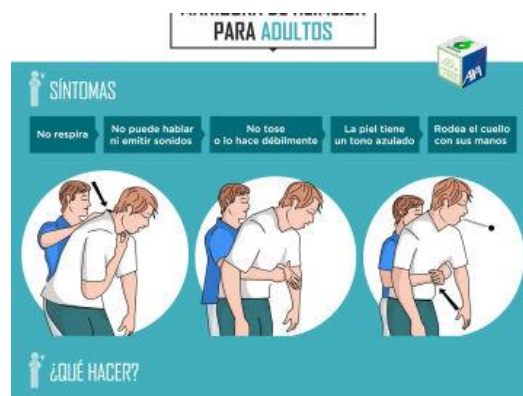 PARA ADULTOS
AXA
SÍNTOMAS
No respira
No puede hablar
ni emitir sonidos
No tose
o lo hace débilmente
La piel tiene
un tono azulado
Rodea el cuello
con sus manos
¿QUÉ HACER?